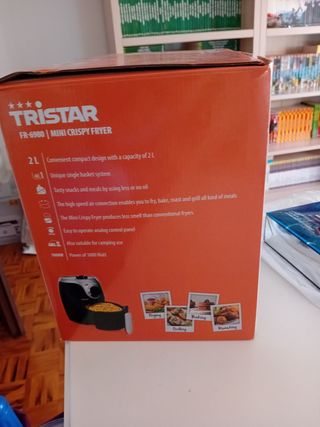 TRISTAR
FR-6980 | MINI CRISPY FRYER
2 L Convenient compact design with a capacity of 2 L
Unique single basket system
Tasty snacks and meals by using less or no oil
The high speed air convection enables you to fry, bake, roast and grill all kind of meals
The Mini Crispy Fryer produces less smell than conventional fryers.
Easy to operate analog control panel
Also suitable for camping use
1000W Power of 1000 Watt
Frying
Grilling
Baking
Roasting